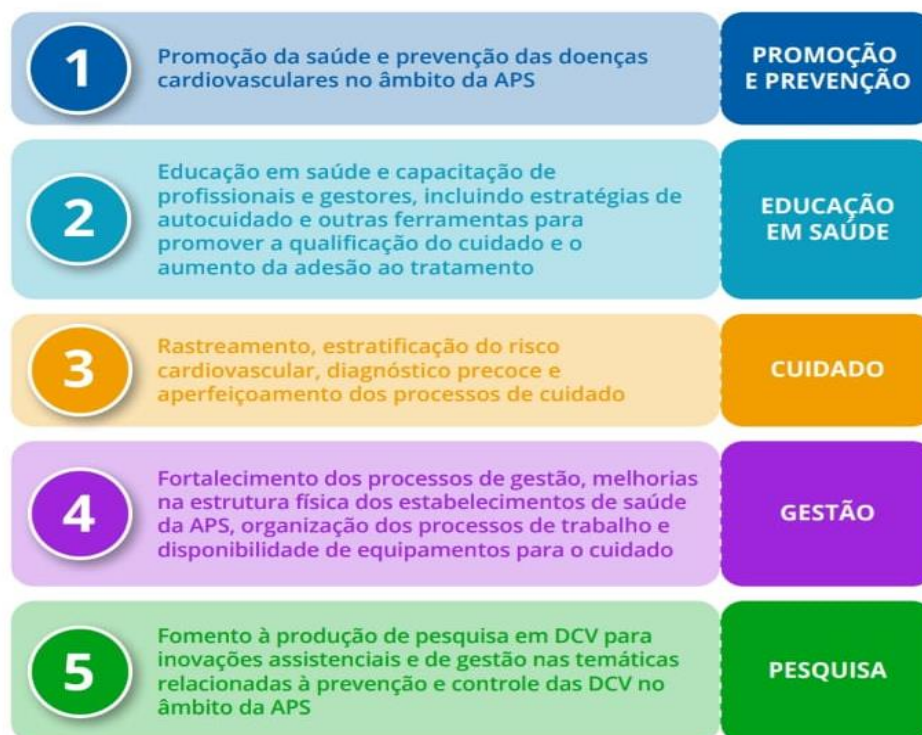 1
Promoção da saúde e prevenção das doenças
cardiovasculares no âmbito da APS
PROMOÇÃO
E PREVENÇÃO
2
Educação em saúde e capacitação de
profissionais e gestores, incluindo estratégias de
autocuidado e outras ferramentas para
promover a qualificação do cuidado e o
aumento da adesão ao tratamento
EDUCAÇÃO
EM SAÚDE
3
Rastreamento, estratificação do risco
cardiovascular, diagnóstico precoce e
aperfeiçoamento dos processos de cuidado
CUIDADO
4
Fortalecimento dos processos de gestão, melhorias
na estrutura física dos estabelecimentos de saúde
da APS, organização dos processos de trabalho e
disponibilidade de equipamentos para o cuidado
GESTÃO
5
Fomento à produção de pesquisa em DCV para
inovações assistenciais e de gestão nas temáticas
relacionadas à prevenção e controle das DCV no
âmbito da APS
PESQUISA